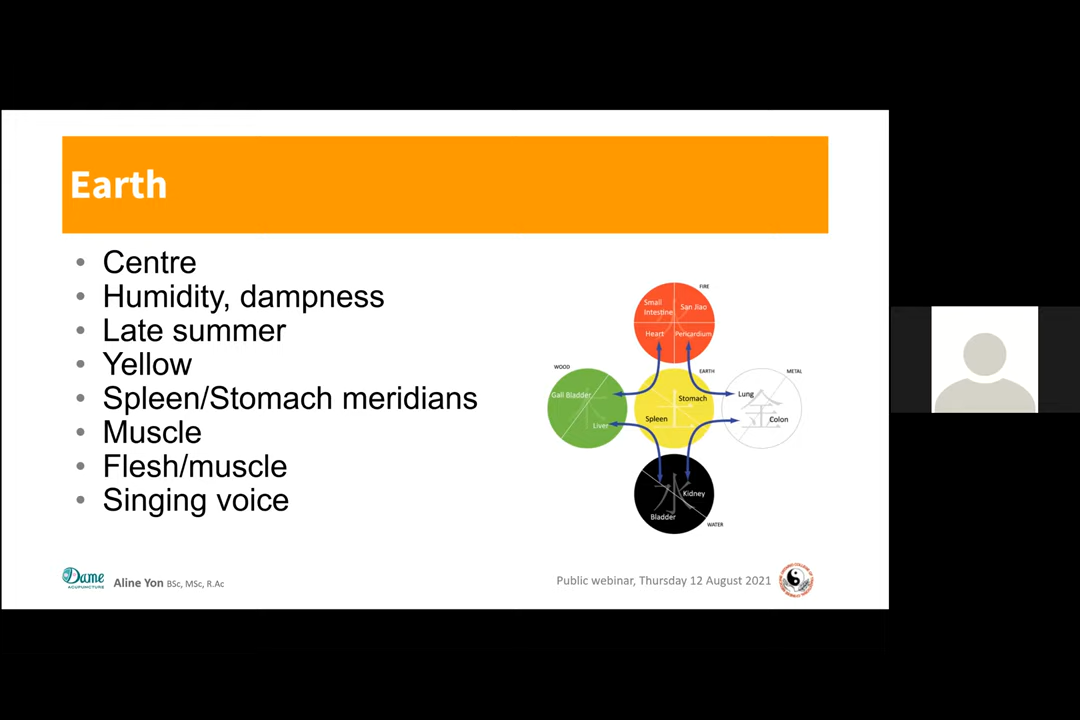 Earth
Centre
Humidity, dampness
Late summer
Yellow
Spleen/Stomach meridians
Muscle
Flesh/muscle
Singing voice
FIRE
Small
Intestine
San Jiao
Heart
Pericardium
WOOD
Gall Bladder
Liver
EARTH
Stomach
Spleen
METAL
Lung
金
Colon
水
Kidney
Bladder
WATER
Dame
ACUPUNCTURE
Aline Yon BSc, MSc, R.Ac
Public webinar, Thursday 12 August 2021